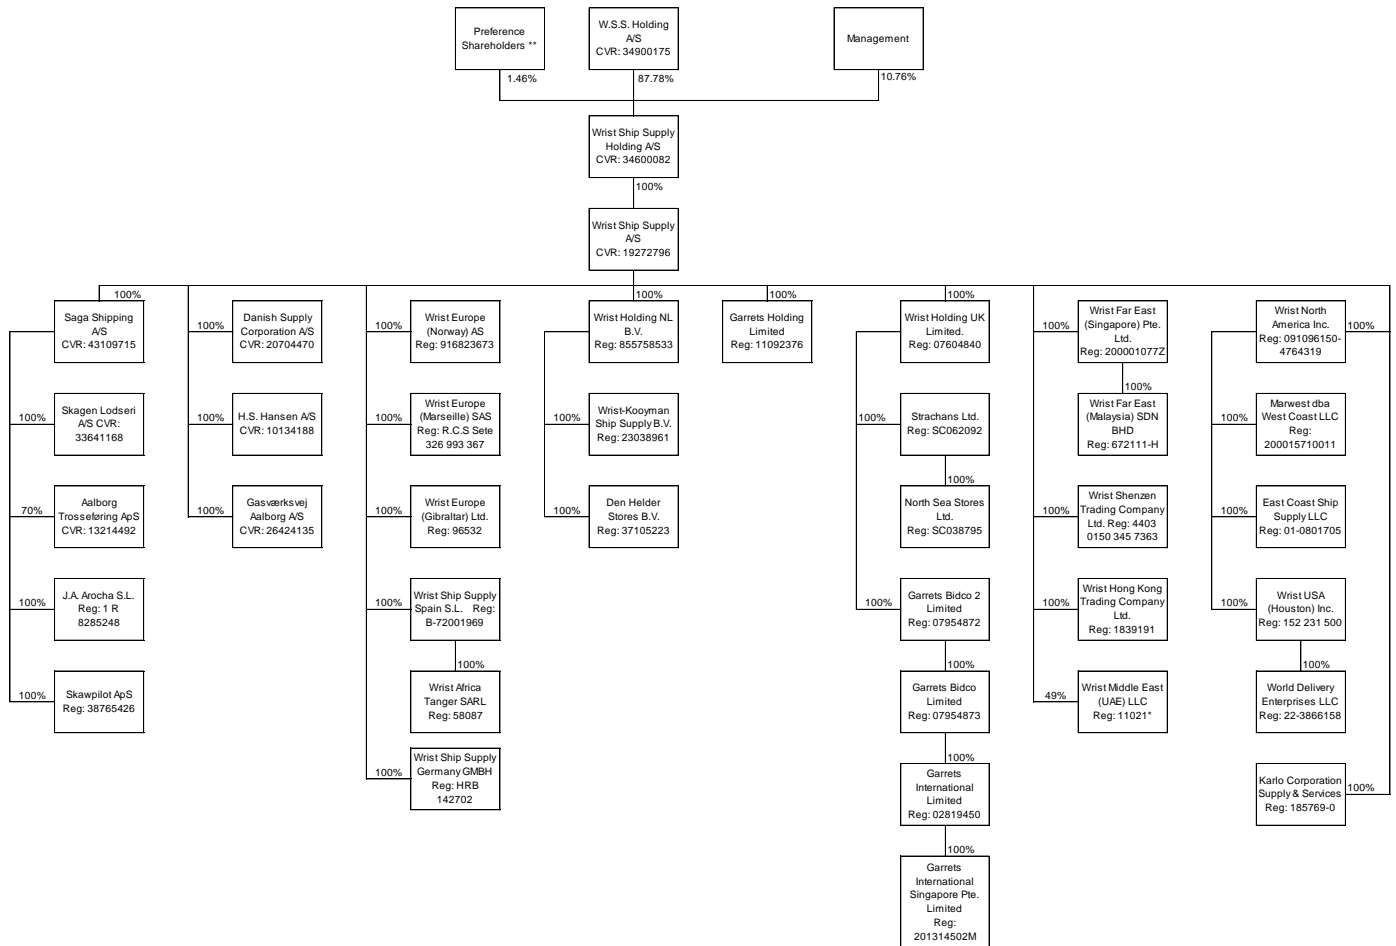 Preference
Shareholders **
W.S.S. Holding
A/S
CVR: 34900175
Management
1.46%
87.78%
10.76%
Wrist Ship Supply
Holding A/S
CVR: 34600082
100%
Wrist Ship Supply
A/S
CVR: 19272796
100%
Saga Shipping
A/S
CVR: 43109715
100%
Skagen Lodseri
A/S CVR:
33641168
70%
Aalborg
Trosseføring ApS
CVR: 13214492
100%
J.A. Arocha S.L.
Reg: 1 R
8285248
100%
Skawpilot ApS
Reg: 38765426
100%
Danish Supply
Corporation A/S
CVR: 20704470
100%
H.S. Hansen A/S
CVR: 10134188
100%
Gasværksvej
Aalborg A/S
CVR: 26424135
100%
Wrist Europe
(Norway) AS
Reg: 916823673
100%
Wrist Europe
(Marseille) SAS
Reg: R.C.S Sete
326 993 367
100%
Wrist Europe
(Gibraltar) Ltd.
Reg: 96532
100%
Wrist Ship Supply
Spain S.L. Reg:
B-72001969
100%
Wrist Africa
Tanger SARL
Reg: 58087
100%
Wrist Ship Supply
Germany GMBH
Reg: HRB
142702
100%
Wrist Holding NL
B.V.
Reg: 855758533
100%
Wrist-Kooyman
Ship Supply B.V.
Reg: 23038961
100%
Den Helder
Stores B.V.
Reg: 37105223
100%
Garrets Holding
Limited
Reg: 11092376
100%
Wrist Holding UK
Limited.
Reg: 07604840
100%
Strachans Ltd.
Reg: SC062092
100%
North Sea Stores
Ltd.
Reg: SC038795
100%
Garrets Bidco 2
Limited
Reg: 07954872
100%
Garrets Bidco
Limited
Reg: 07954873
100%
Garrets
International
Limited
Reg: 02819450
100%
Garrets
International
Singapore Pte.
Limited
Reg:
201314502M
100%
Wrist Far East
(Singapore) Pte.
Ltd.
Reg: 200001077Z
100%
Wrist Far East
(Malaysia) SDN
BHD
Reg: 672111-H
100%
Wrist Shenzen
Trading Company
Ltd. Reg: 4403
0150 345 7363
100%
Wrist Hong Kong
Trading Company
Ltd.
Reg: 1839191
49%
Wrist Middle East
(UAE) LLC
Reg: 11021*
Wrist North
America Inc.
Reg: 091096150-
4764319
100%
100%
Marwest dba
West Coast LLC
Reg:
200015710011
100%
East Coast Ship
Supply LLC
Reg: 01-0801705
100%
Wrist USA
(Houston) Inc.
Reg: 152 231 500
100%
World Delivery
Enterprises LLC
Reg: 22-3866158
Karlo Corporation
Supply & Services
Reg: 185769-0
100%